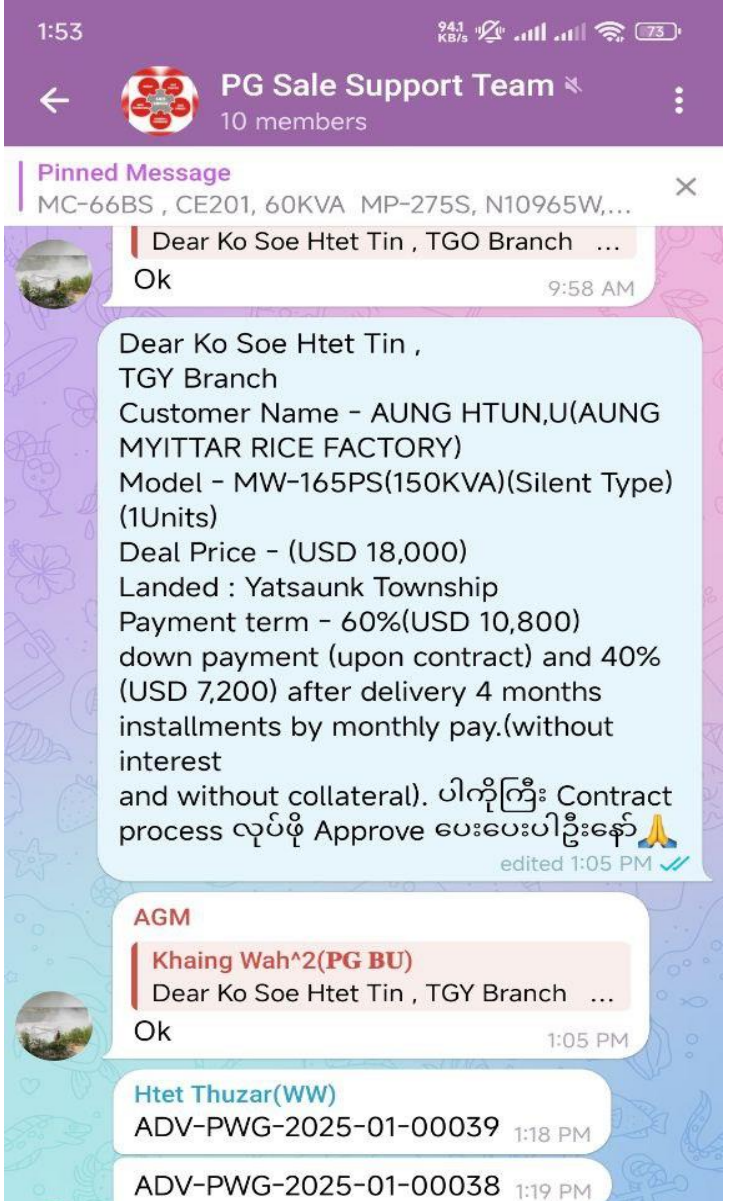 1:53
94.1 KB/s
73
PG Sale Support Team
10 members
Pinned Message
MC-66BS , CE201, 60KVA MP-275S, N10965W,...
Dear Ko Soe Htet Tin , TGO Branch ...
Ok
9:58 AM
Dear Ko Soe Htet Tin ,
TGY Branch
Customer Name - AUNG HTUN,U(AUNG
MYITTAR RICE FACTORY)
Model - MW-165PS(150KVA)(Silent Type)
(1Units)
Deal Price - (USD 18,000)
Landed : Yatsaunk Township
Payment term - 60%(USD 10,800)
down payment (upon contract) and 40%
(USD 7,200) after delivery 4 months
installments by monthly pay.(without
interest
and without collateral). ပါကိုကြီး Contract
process လုပ်ဖို့ Approve ပေးပေးပါဦးနော် 🙏
edited 1:05 PM
AGM
Khaing Wah^2(PG BU)
Dear Ko Soe Htet Tin , TGY Branch ...
Ok
1:05 PM
Htet Thuzar(WW)
ADV-PWG-2025-01-00039 1:18 PM
ADV-PWG-2025-01-00038 1:19 PM